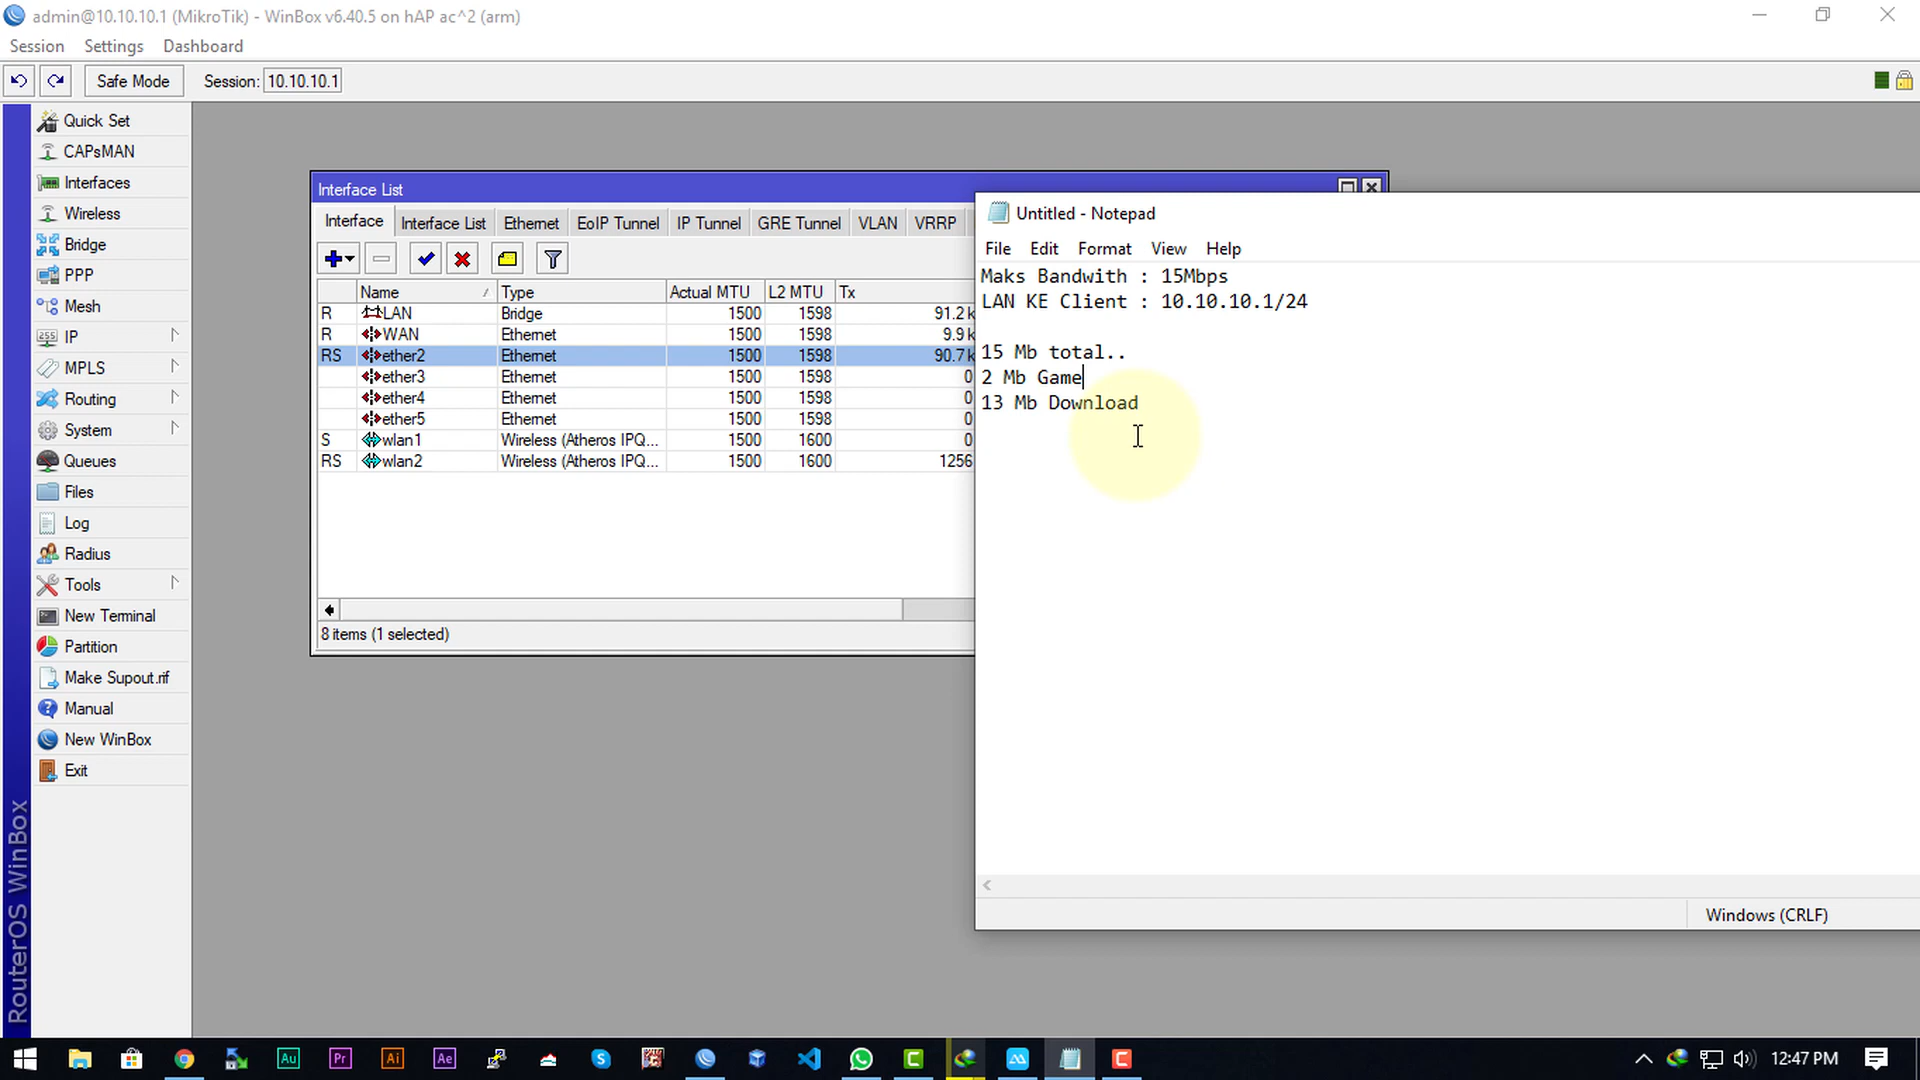 admin@10.10.10.1 (MikroTik) - WinBox v6.40.5 on hAP ac^2 (arm)
Session Settings Dashboard
Safe Mode Session: 10.10.10.1
Quick Set
CAPsMAN
Interfaces
Wireless
Bridge
PPP
Mesh
IP
MPLS
Routing
System
Queues
Files
Log
Radius
Tools
New Terminal
Partition
Make Supout.rif
Manual
New WinBox
Exit
RouterOS WinBox
Interface List
Interface Interface List Ethernet EoIP Tunnel IP Tunnel GRE Tunnel VLAN VRRP
Name Type Actual MTU L2 MTU Tx
R LAN Bridge 1500 1598 91.2 k
R WAN Ethernet 1500 1598 9.9 k
RS ether2 Ethernet 1500 1598 90.7 k
ether3 Ethernet 1500 1598 0
ether4 Ethernet 1500 1598 0
ether5 Ethernet 1500 1598 0
S wlan1 Wireless (Atheros IPQ... 1500 1600 0
RS wlan2 Wireless (Atheros IPQ... 1500 1600 1256
8 items (1 selected)
Untitled - Notepad
File Edit Format View Help
Maks Bandwith : 15Mbps
LAN KE Client : 10.10.10.1/24
15 Mb total..
2 Mb Game
13 Mb Download
Windows (CRLF)
Au Pr Ai Ae
12:47 PM